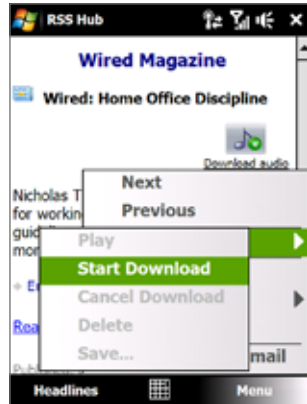 RSS Hub
Wired Magazine
Wired: Home Office Discipline
Download audio
Next
Nicholas T
Previous
for workin
guid
Play
mor
Start Download
Cancel Download
Delete
Rea
Save...
mail
Headlines
Menu